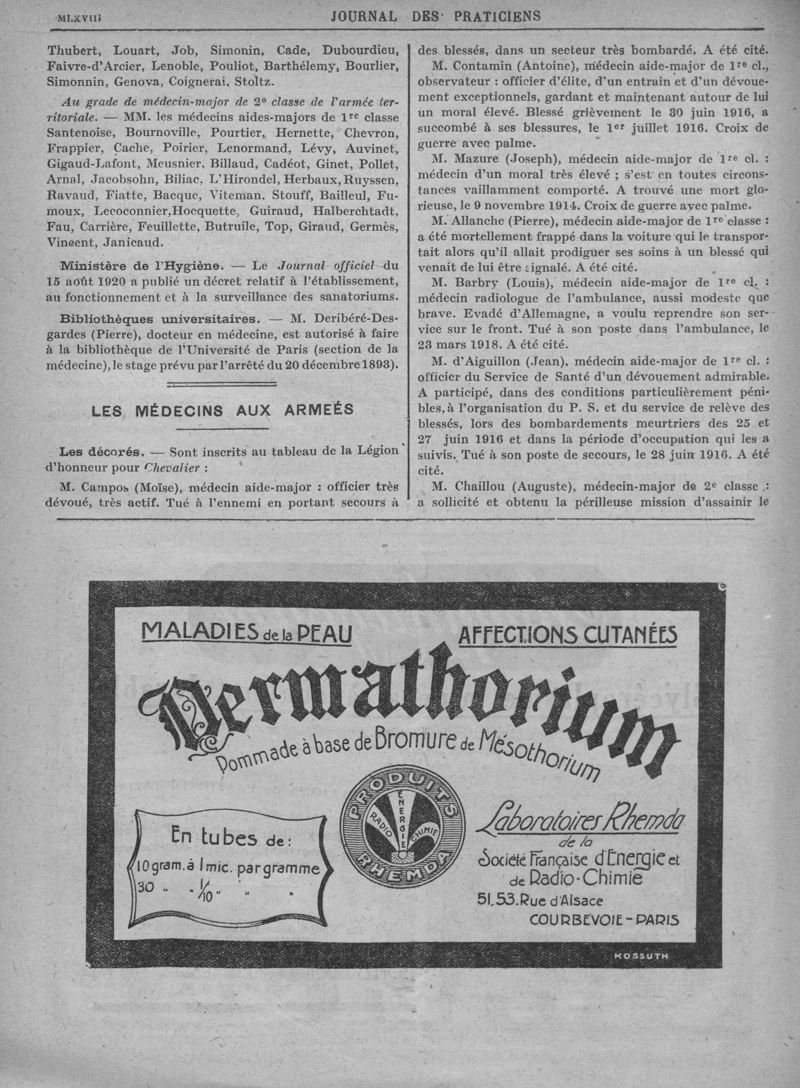 MLXVIII
JOURNAL DES PRATICIENS
Thubert, Louart, Job, Simonin, Cade, Dubourdieu,
Faivre-d'Arcier, Lenoble, Pouliot, Barthélemy, Bourlier,
Simonnin, Genova, Coignerai, Stoltz.
Au grade de médecin-major de 2e classe de l'armée ter-
ritoriale. — MM. les médecins aides-majors de 1re classe
Santenoise, Bournoville, Pourtier, Hernette, Chevron,
Frappier, Cache, Poirier, Lenormand, Lévy, Auvinet,
Gigaud-Lafont, Meusnier, Billaud, Cadéot, Ginet, Pollet,
Arnal, Jacobsohn, Biliac, L'Hirondel, Herbaux, Ruyssen,
Ravaud, Fiatte, Bacque, Viteman. Stouff, Bailleul, Fu-
moux, Lecoconnier, Hocquette, Guiraud, Halberchtadt,
Fau, Carrière, Feuillette, Butruile, Top, Giraud, Germès,
Vincent, Janicaud.
Ministère de l'Hygiène. — Le Journal officiel du
15 août 1920 a publié un décret relatif à l'établissement,
au fonctionnement et à la surveillance des sanatoriums.
Bibliothèques universitaires. — M. Deribéré-Des-
gardes (Pierre), docteur en médecine, est autorisé à faire
à la bibliothèque de l'Université de Paris (section de la
médecine), le stage prévu par l'arrêté du 20 décembre 1893).
LES MÉDECINS AUX ARMEÉS
Les décorés. — Sont inscrits au tableau de la Légion
d'honneur pour Chevalier :
M. Campos (Moïse), médecin aide-major : officier très
dévoué, très actif. Tué à l'ennemi en portant secours à
des blessés, dans un secteur très bombardé. A été cité.
M. Contamin (Antoine), médecin aide-major de 1re cl.,
observateur : officier d'élite, d'un entrain et d'un dévoue-
ment exceptionnels, gardant et maintenant autour de lui
un moral élevé. Blessé grièvement le 30 juin 1916, a
succombé à ses blessures, le 1er juillet 1916. Croix de
guerre avec palme.
M. Mazure (Joseph), médecin aide-major de 1re cl. :
médecin d'un moral très élevé ; s'est en toutes circons-
tances vaillamment comporté. A trouvé une mort glo-
rieuse, le 9 novembre 1914. Croix de guerre avec palme.
M. Allanche (Pierre), médecin aide-major de 1re classe :
a été mortellement frappé dans la voiture qui le transpor-
tait alors qu'il allait prodiguer ses soins à un blessé qui
venait de lui être signalé. A été cité.
M. Barbry (Louis), médecin aide-major de 1re cl. :
médecin radiologue de l'ambulance, aussi modeste que
brave. Evadé d'Allemagne, a voulu reprendre son ser-
vice sur le front. Tué à son poste dans l'ambulance, le
23 mars 1918. A été cité.
M. d'Aiguillon (Jean), médecin aide-major de 1re cl. :
officier du Service de Santé d'un dévouement admirable.
A participé, dans des conditions particulièrement péni-
bles, à l'organisation du P. S. et du service de relève des
blessés, lors des bombardements meurtriers des 25 et
27 juin 1916 et dans la période d'occupation qui les a
suivis. Tué à son poste de secours, le 28 juin 1916. A été
cité.
M. Chaillou (Auguste), médecin-major de 2e classe :
a sollicité et obtenu la périlleuse mission d'assainir le
MALADIES de la PEAU
AFFECTIONS CUTANÉES
Dermathorium
Pommade à base de Bromure de Mésothorium
PRODUITS
RHEMDA
ENERGIE
RADIO
CHIMIE
En tubes de:
10 gram. à 1 mic. par gramme
30 „ „ 1/10 " " "
Laboratoires Rhemda
de la
Société Française d'Energie et
de Radio-Chimie
51, 53. Rue d'Alsace
COURBEVOIE-PARIS
KOSSUTH